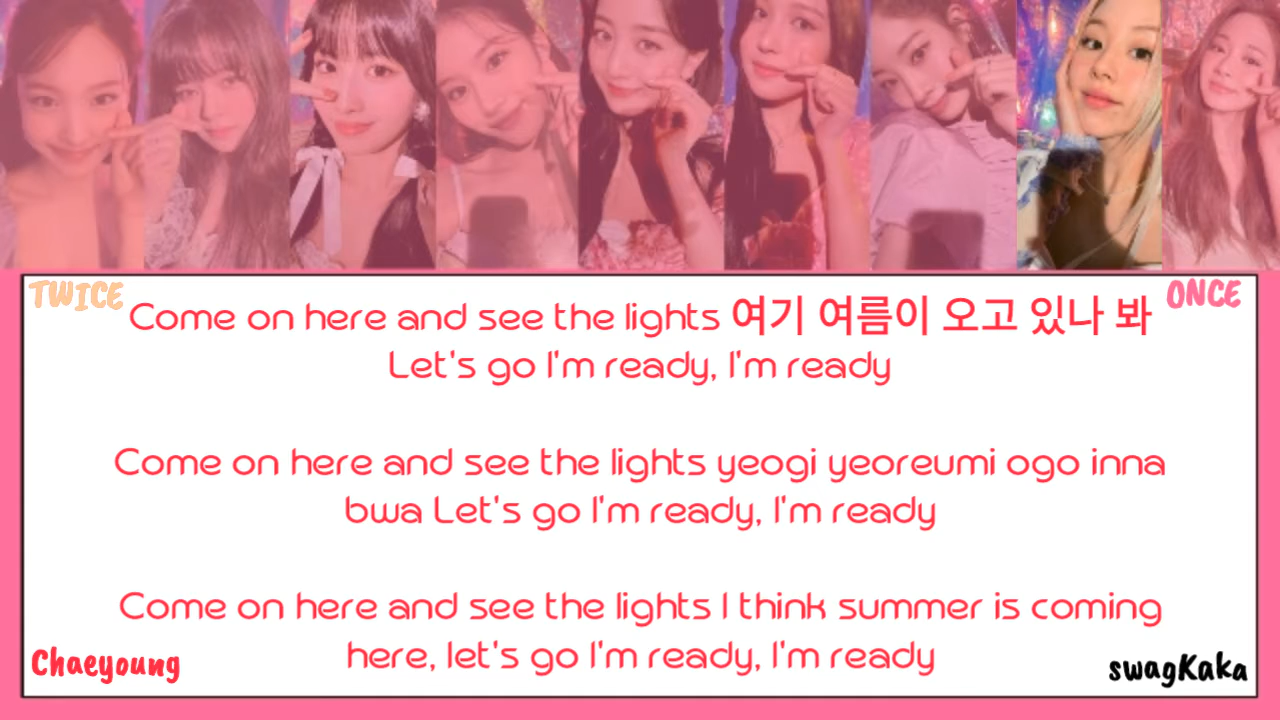 TWICE
ONCE
Come on here and see the lights 여기 여름이 오고 있나 봐
Let's go I'm ready, I'm ready
Come on here and see the lights yeogi yeoreumi ogo inna
bwa Let's go I'm ready, I'm ready
Come on here and see the lights I think summer is coming
here, let's go I'm ready, I'm ready
Chaeyoung
swagKaka